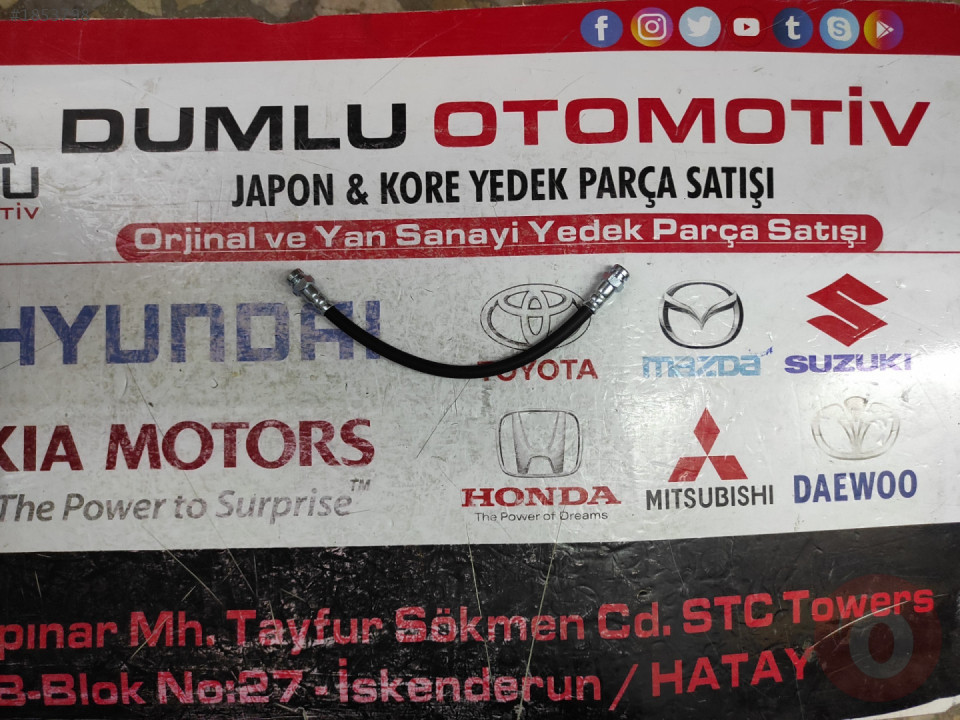 DUMLU OTOMOTİV
JAPON & KORE YEDEK PARÇA SATIŞI
Orjinal ve Yan Sanayi Yedek Parça Satışı
HYUNDAI
TOYOTA
mazda
SUZUKI
KIA MOTORS
The Power to Surprise™
HONDA
The Power of Dreams
MITSUBISHI
DAEWOO
pınar Mh. Tayfur Sökmen Cd. STC Towers
B-Blok No:27 - İskenderun / HATAY